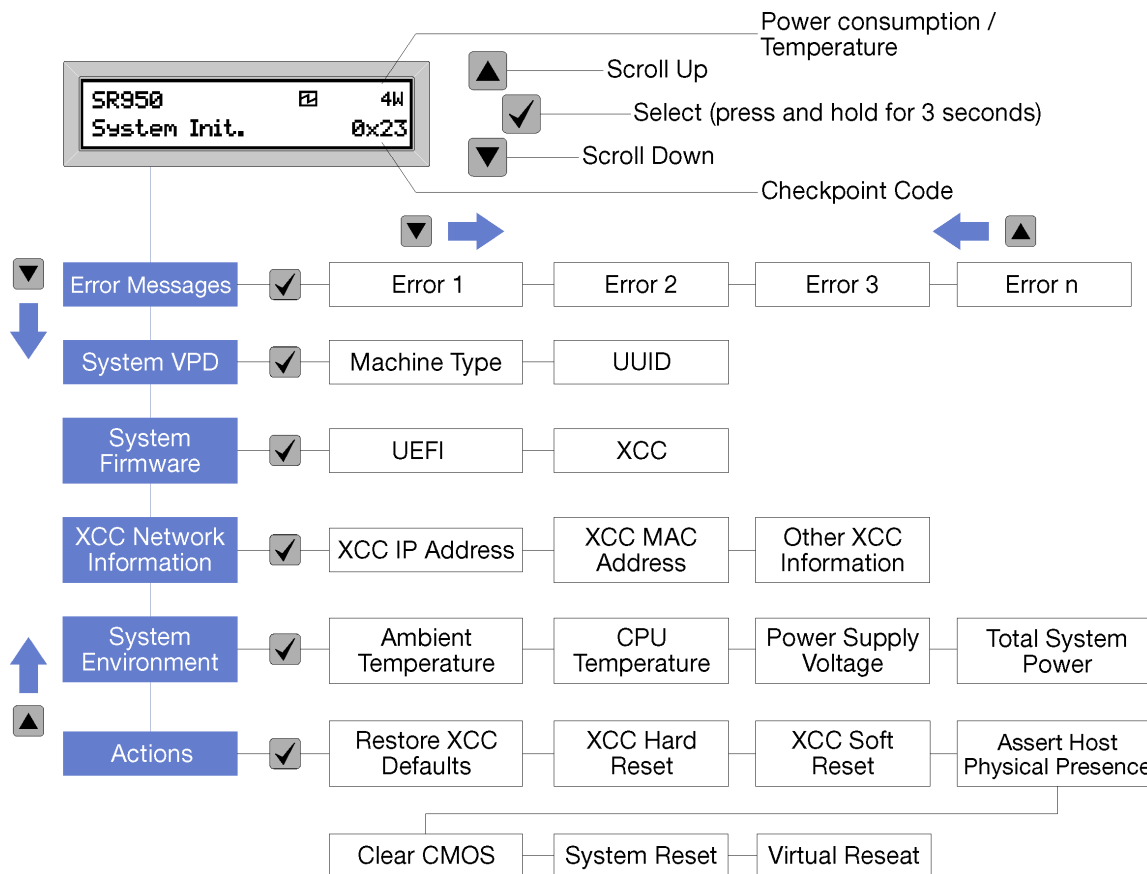 Power consumption /
Temperature
SR950 4W
System Init. 0x23
Scroll Up
Select (press and hold for 3 seconds)
Scroll Down
Checkpoint Code
Error Messages
Error 1
Error 2
Error 3
Error n
System VPD
Machine Type
UUID
System
Firmware
UEFI
XCC
XCC Network
Information
XCC IP Address
XCC MAC
Address
Other XCC
Information
System
Environment
Ambient
Temperature
CPU
Temperature
Power Supply
Voltage
Total System
Power
Actions
Restore XCC
Defaults
XCC Hard
Reset
XCC Soft
Reset
Assert Host
Physical Presence
Clear CMOS
System Reset
Virtual Reseat